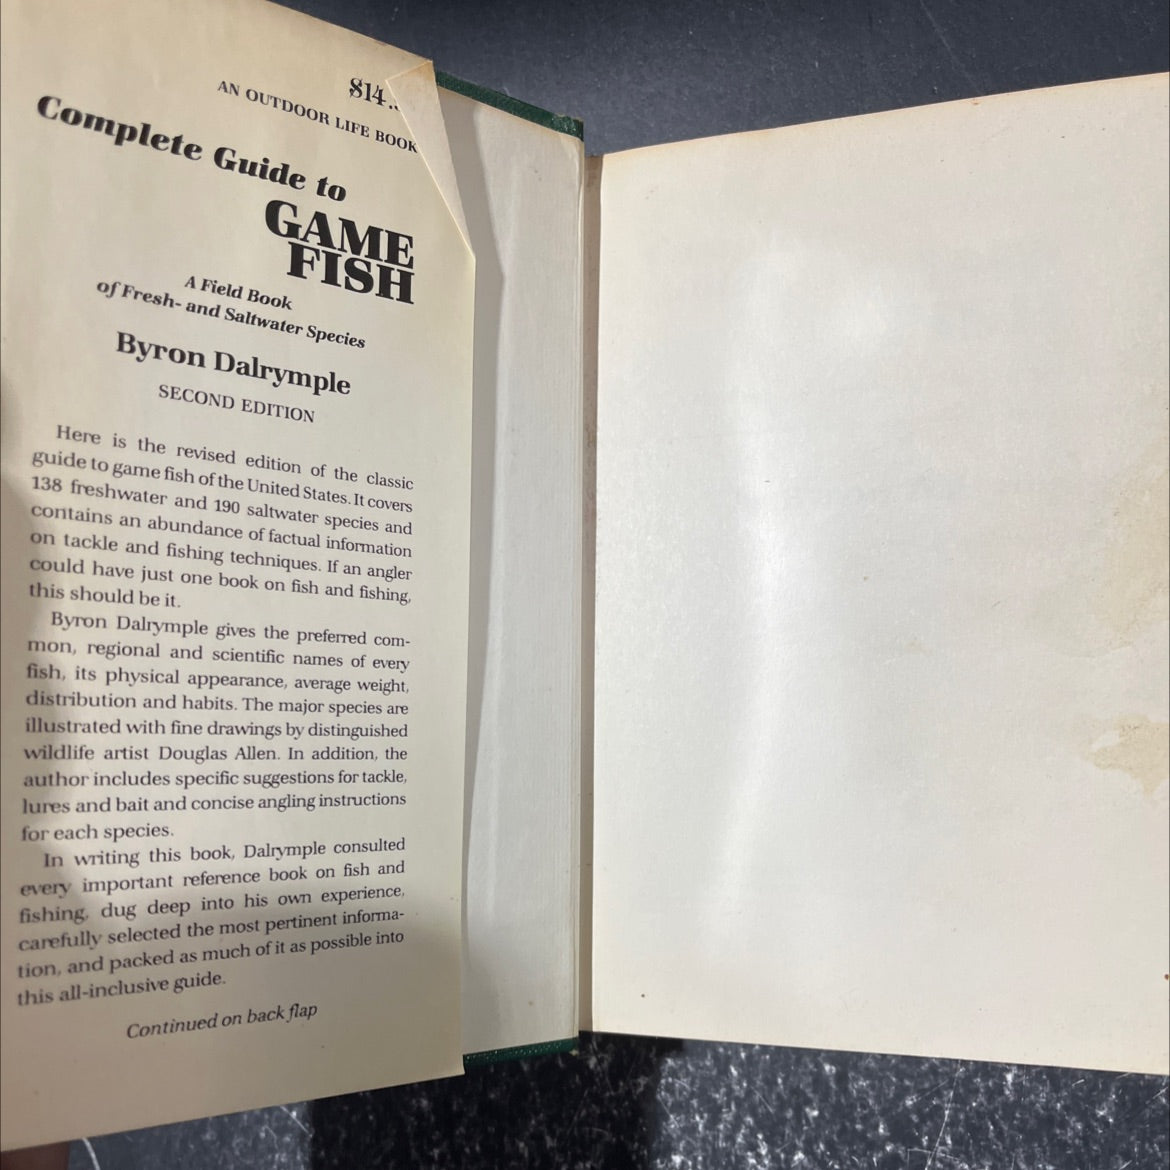 $14.
AN OUTDOOR LIFE BOOK
Complete Guide to
GAME
FISH
A Field Book
of Fresh- and Saltwater Species
Byron Dalrymple
SECOND EDITION
Here is the revised edition of the classic
guide to game fish of the United States. It covers
138 freshwater and 190 saltwater species and
contains an abundance of factual information
on tackle and fishing techniques. If an angler
could have just one book on fish and fishing,
this should be it.
Byron Dalrymple gives the preferred com-
mon, regional and scientific names of every
fish, its physical appearance, average weight,
distribution and habits. The major species are
illustrated with fine drawings by distinguished
wildlife artist Douglas Allen. In addition, the
author includes specific suggestions for tackle,
lures and bait and concise angling instructions
for each species.
In writing this book, Dalrymple consulted
every important reference book on fish and
fishing, dug deep into his own experience,
carefully selected the most pertinent informa-
tion, and packed as much of it as possible into
this all-inclusive guide.
Continued on back flap